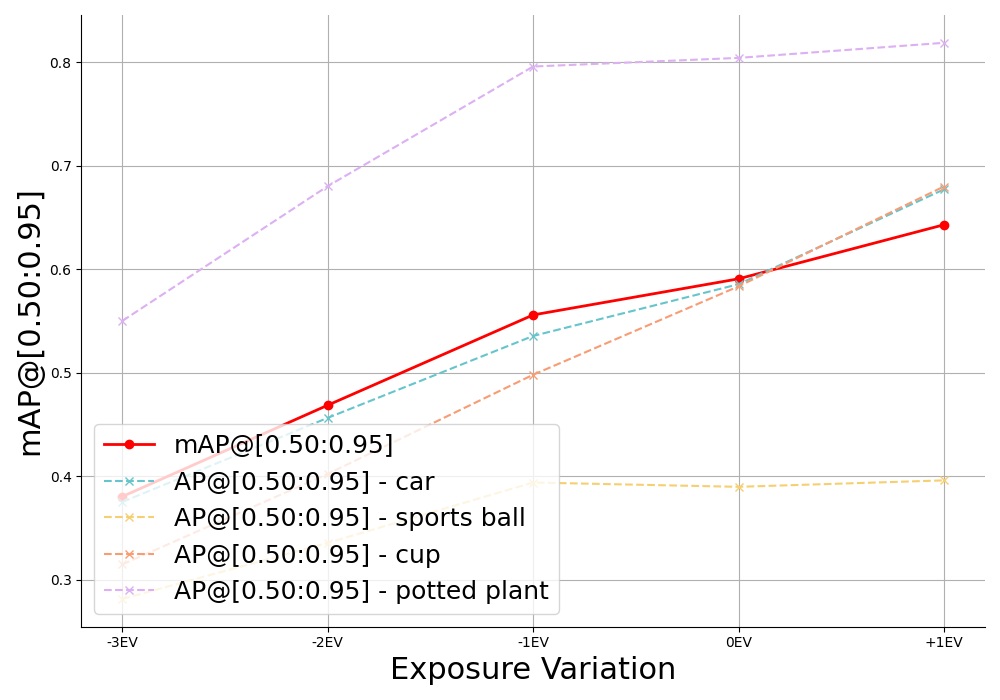 0.8
0.7
0.6
0.5
0.4
0.3
mAP@[0.50:0.95]
mAP@[0.50:0.95]
AP@[0.50:0.95] - car
AP@[0.50:0.95] - sports ball
AP@[0.50:0.95] - cup
AP@[0.50:0.95] - potted plant
-3EV -2EV -1EV 0EV +1EV
Exposure Variation